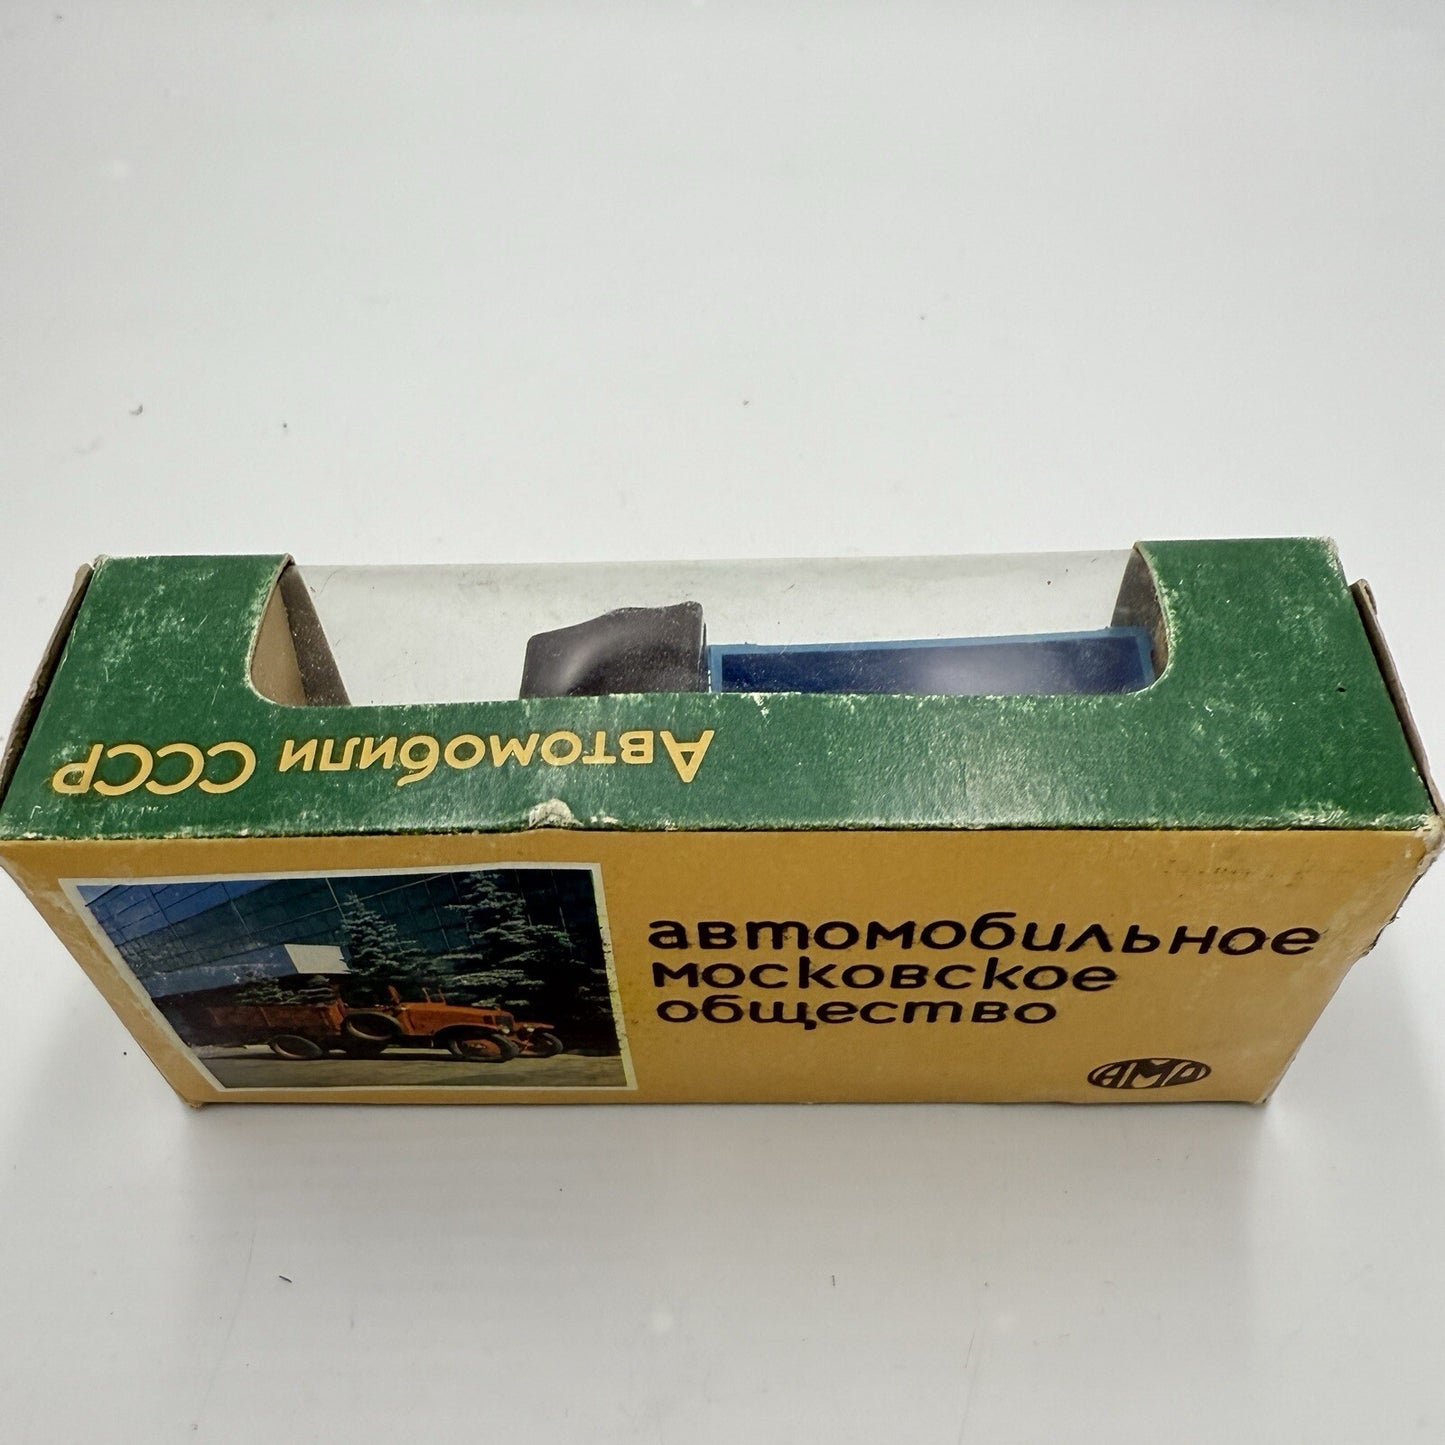 Автомобили СССР
автомобильное
московское
общество
АМО